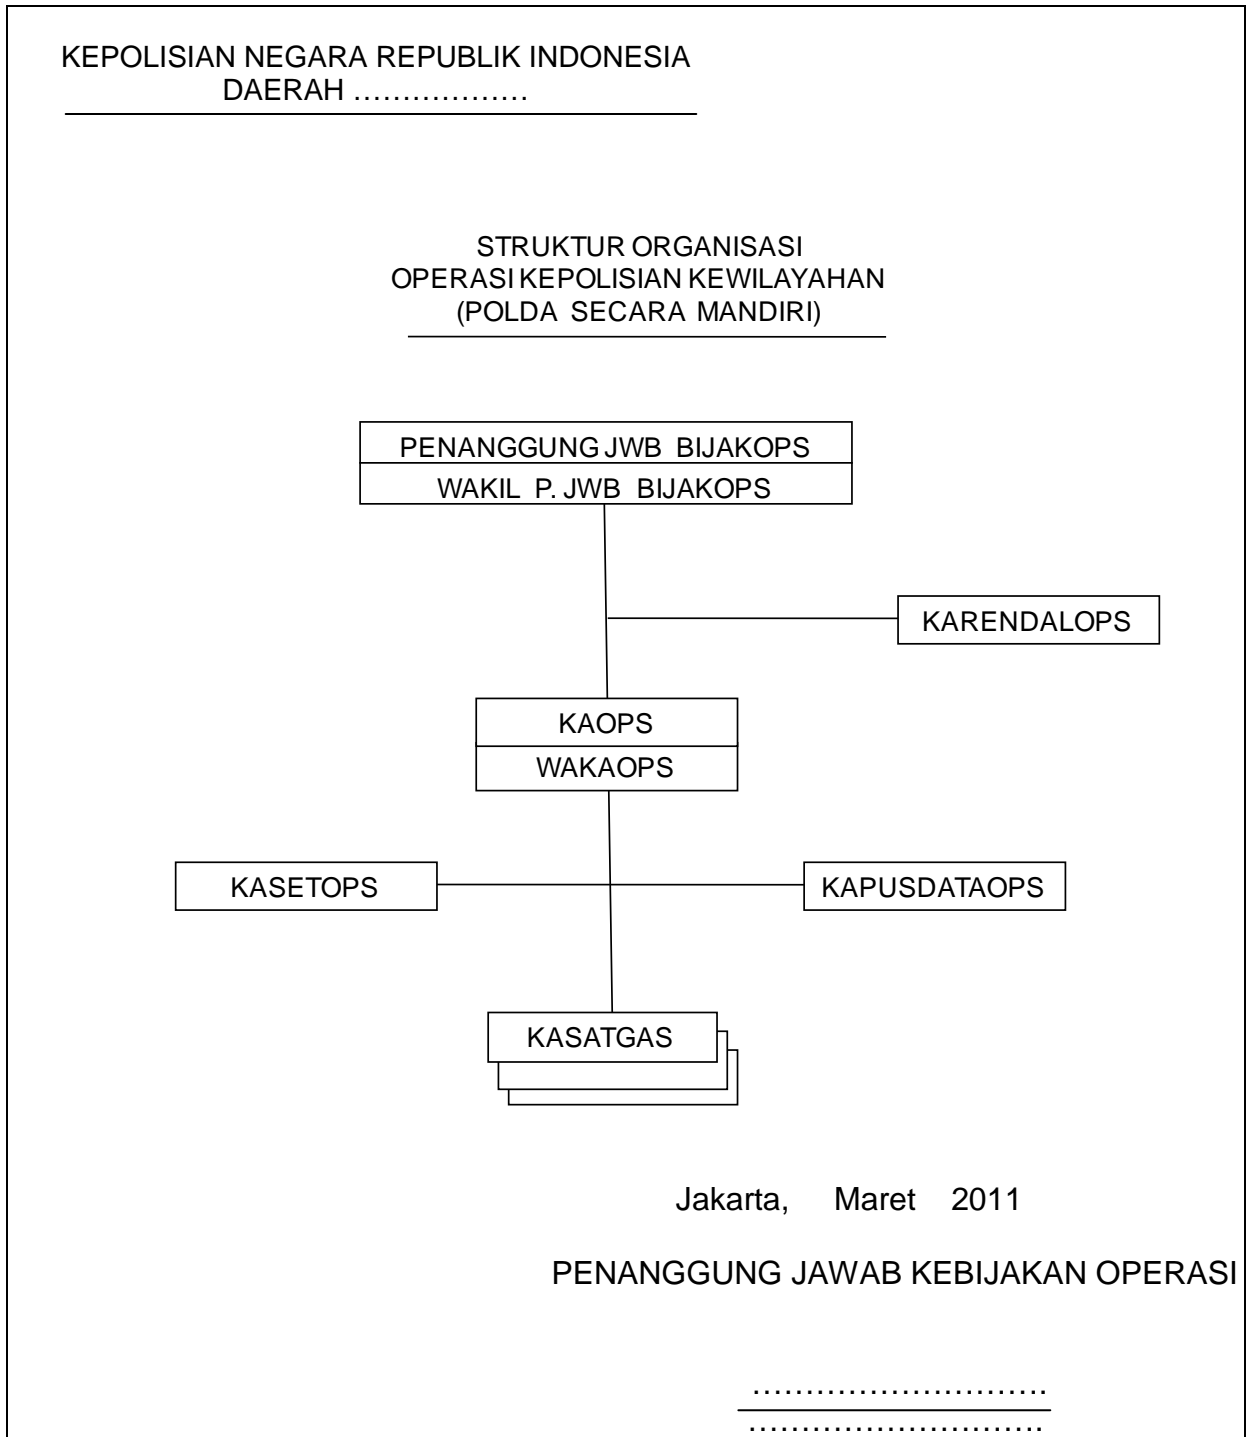 KEPOLISIAN NEGARA REPUBLIK INDONESIA
DAERAH ..................
STRUKTUR ORGANISASI
OPERASI KEPOLISIAN KEWILAYAHAN
(POLDA SECARA MANDIRI)
PENANGGUNG JWB BIJAKOPS
WAKIL P. JWB BIJAKOPS
KARENDALOPS
KAOPS
WAKAOPS
KASETOPS
KAPUSDATAOPS
KASATGAS
Jakarta, Maret 2011
PENANGGUNG JAWAB KEBIJAKAN OPERASI
............................
............................